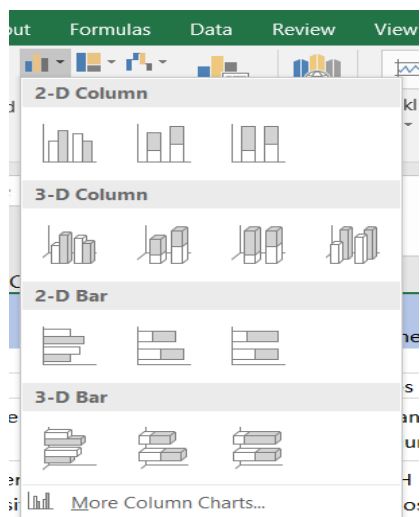 out Formulas Data Review View
2-D Column
3-D Column
2-D Bar
3-D Bar
More Column Charts...